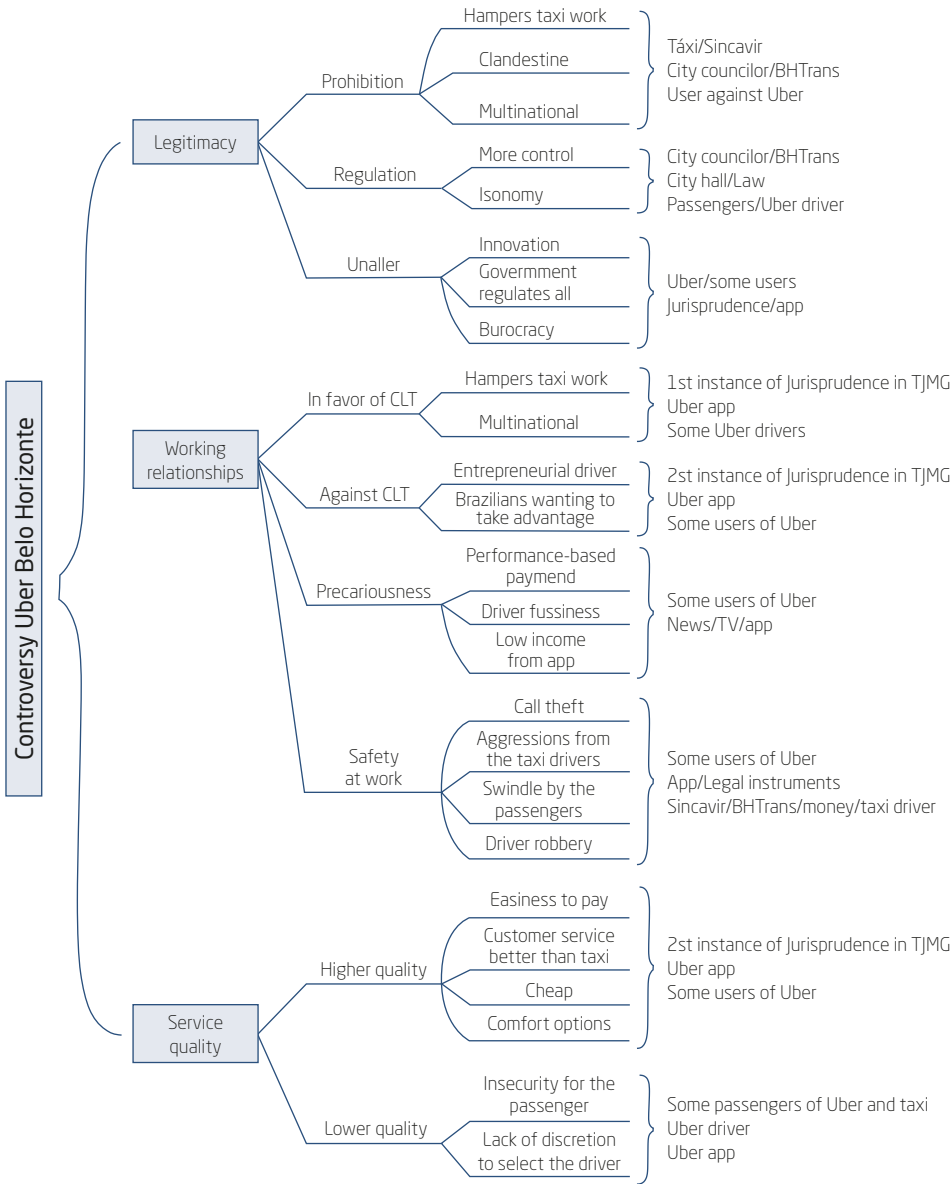 Controversy Uber Belo Horizonte
Legitimacy
Prohibition
Hampers taxi work
Clandestine
Multinational
Táxi/Sincavir
City councilor/BHTrans
User against Uber
Regulation
More control
Isonomy
City councilor/BHTrans
City hall/Law
Passengers/Uber driver
Unaller
Innovation
Government
regulates all
Burocracy
Uber/some users
Jurisprudence/app
Working
relationships
In favor of CLT
Hampers taxi work
Multinational
1st instance of Jurisprudence in TJMG
Uber app
Some Uber drivers
Against CLT
Entrepreneurial driver
Brazilians wanting to
take advantage
2st instance of Jurisprudence in TJMG
Uber app
Some users of Uber
Precariousness
Performance-based
paymend
Driver fussiness
Low income
from app
Some users of Uber
News/TV/app
Safety
at work
Call theft
Aggressions from
the taxi drivers
Swindle by the
passengers
Driver robbery
Some users of Uber
App/Legal instruments
Sincavir/BHTrans/money/taxi driver
Service
quality
Higher quality
Easiness to pay
Customer service
better than taxi
Cheap
Comfort options
2st instance of Jurisprudence in TJMG
Uber app
Some users of Uber
Lower quality
Insecurity for the
passenger
Lack of discretion
to select the driver
Some passengers of Uber and taxi
Uber driver
Uber app